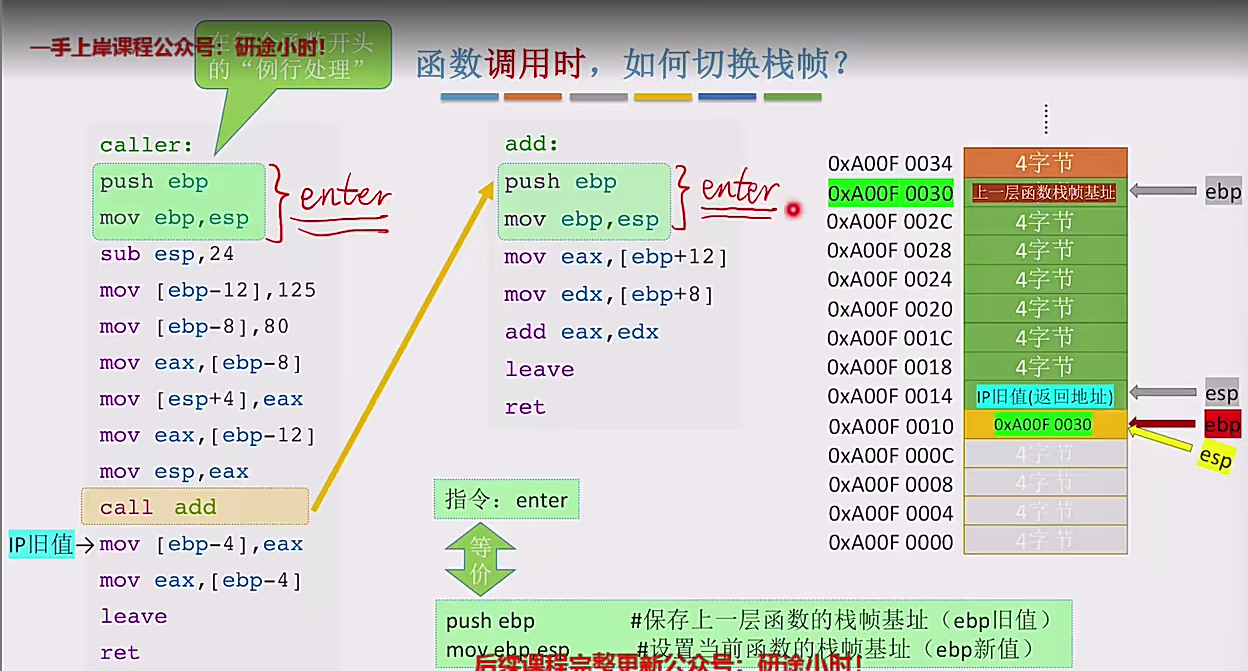 一手上岸课程公众号：研途小时！
在每个函数开头
的“例行处理”
函数调用时，如何切换栈帧？
caller:
push ebp
mov ebp,esp
enter
sub esp,24
mov [ebp-12],125
mov [ebp-8],80
mov eax,[ebp-8]
mov [esp+4],eax
mov eax,[ebp-12]
mov esp,eax
call add
IP旧值→mov [ebp-4],eax
mov eax,[ebp-4]
leave
ret
add:
push ebp
mov ebp,esp
enter
mov eax,[ebp+12]
mov edx,[ebp+8]
add eax,edx
leave
ret
指令：enter
等
价
push ebp #保存上一层函数的栈帧基址（ebp旧值）
mov ebp,esp #设置当前函数的栈帧基址（ebp新值）
0xA00F 0034 4字节
0xA00F 0030 上一层函数栈帧基址 ebp
0xA00F 002C 4字节
0xA00F 0028 4字节
0xA00F 0024 4字节
0xA00F 0020 4字节
0xA00F 001C 4字节
0xA00F 0018 4字节
0xA00F 0014 IP旧值(返回地址) esp
0xA00F 0010 0xA00F 0030 ebp
esp
0xA00F 000C 4字节
0xA00F 0008 4字节
0xA00F 0004 4字节
0xA00F 0000 4字节
后续课程完整更新公众号：研途小时！